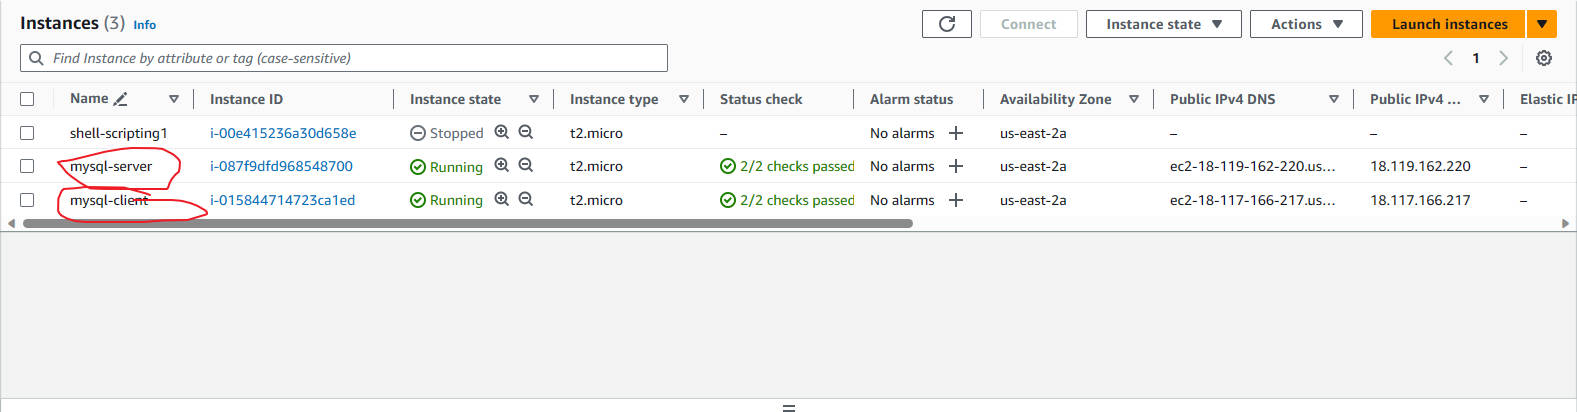 Instances (3) Info
Connect Instance state Actions Launch instances
Find Instance by attribute or tag (case-sensitive)
1
Name Instance ID Instance state Instance type Status check Alarm status Availability Zone Public IPv4 DNS Public IPv4 ... Elastic IP
shell-scripting1 i-00e415236a30d658e Stopped t2.micro – No alarms us-east-2a – – –
mysql-server i-087f9dfd968548700 Running t2.micro 2/2 checks passed No alarms us-east-2a ec2-18-119-162-220.us... 18.119.162.220 –
mysql-client i-015844714723ca1ed Running t2.micro 2/2 checks passed No alarms us-east-2a ec2-18-117-166-217.us... 18.117.166.217 –